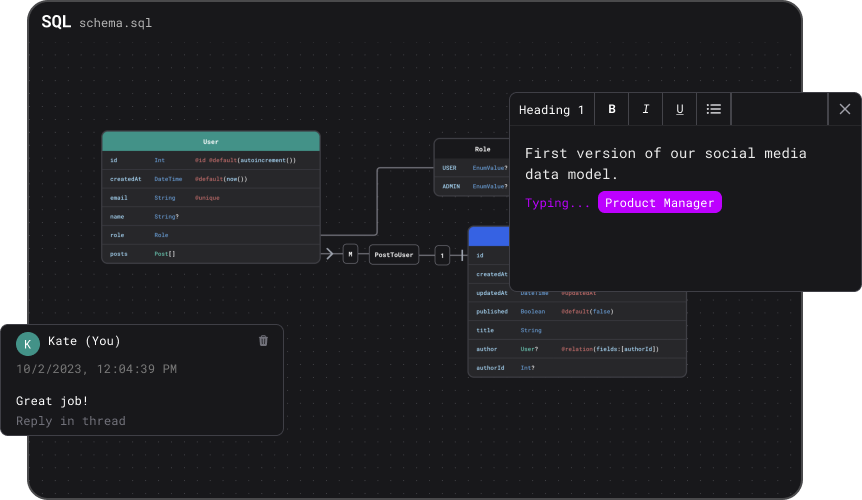 SQL schema.sql
User
id Int @id @default(autoincrement())
createdAt DateTime @default(now())
email String @unique
name String?
role Role
posts Post[]
M PostToUser 1
Role
USER EnumValue?
ADMIN EnumValue?
Heading 1 B I U
First version of our social media
data model.
Typing... Product Manager
id
createdAt
updatedAt DateTime @updatedAt
published Boolean @default(false)
title String
author User? @relation(fields:[authorId])
authorId Int?
K Kate (You)
10/2/2023, 12:04:39 PM
Great job!
Reply in thread